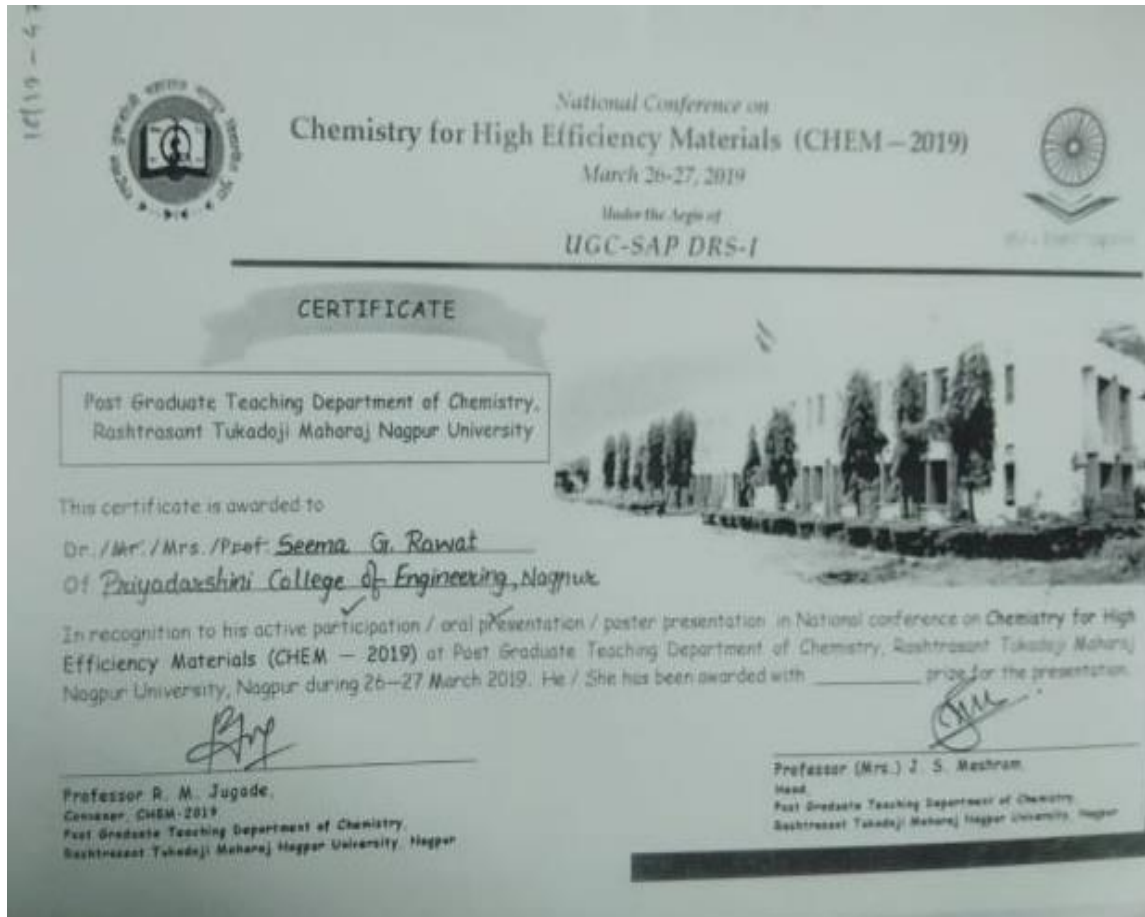 National Conference on
Chemistry for High Efficiency Materials (CHEM – 2019)
March 26-27, 2019
Under the Aegis of
UGC-SAP DRS-I
CERTIFICATE
Post Graduate Teaching Department of Chemistry,
Rashtrasant Tukadoji Maharaj Nagpur University
This certificate is awarded to
Dr./Mr./Mrs./Prof. Seema G. Rawat
Of Priyadarshini College of Engineering, Nagpur
In recognition to his active participation / oral presentation / poster presentation in National conference on Chemistry for High
Efficiency Materials (CHEM – 2019) at Post Graduate Teaching Department of Chemistry, Rashtrasant Tukadoji Maharaj
Nagpur University, Nagpur during 26–27 March 2019. He / She has been awarded with ________ prize for the presentation.
Professor R. M. Jugade,
Convener, CHEM-2019
Post Graduate Teaching Department of Chemistry,
Rashtrasant Tukadoji Maharaj Nagpur University, Nagpur
Professor (Mrs.) J. S. Meshram,
Head
Post Graduate Teaching Department of Chemistry,
Rashtrasant Tukadoji Maharaj Nagpur University, Nagpur